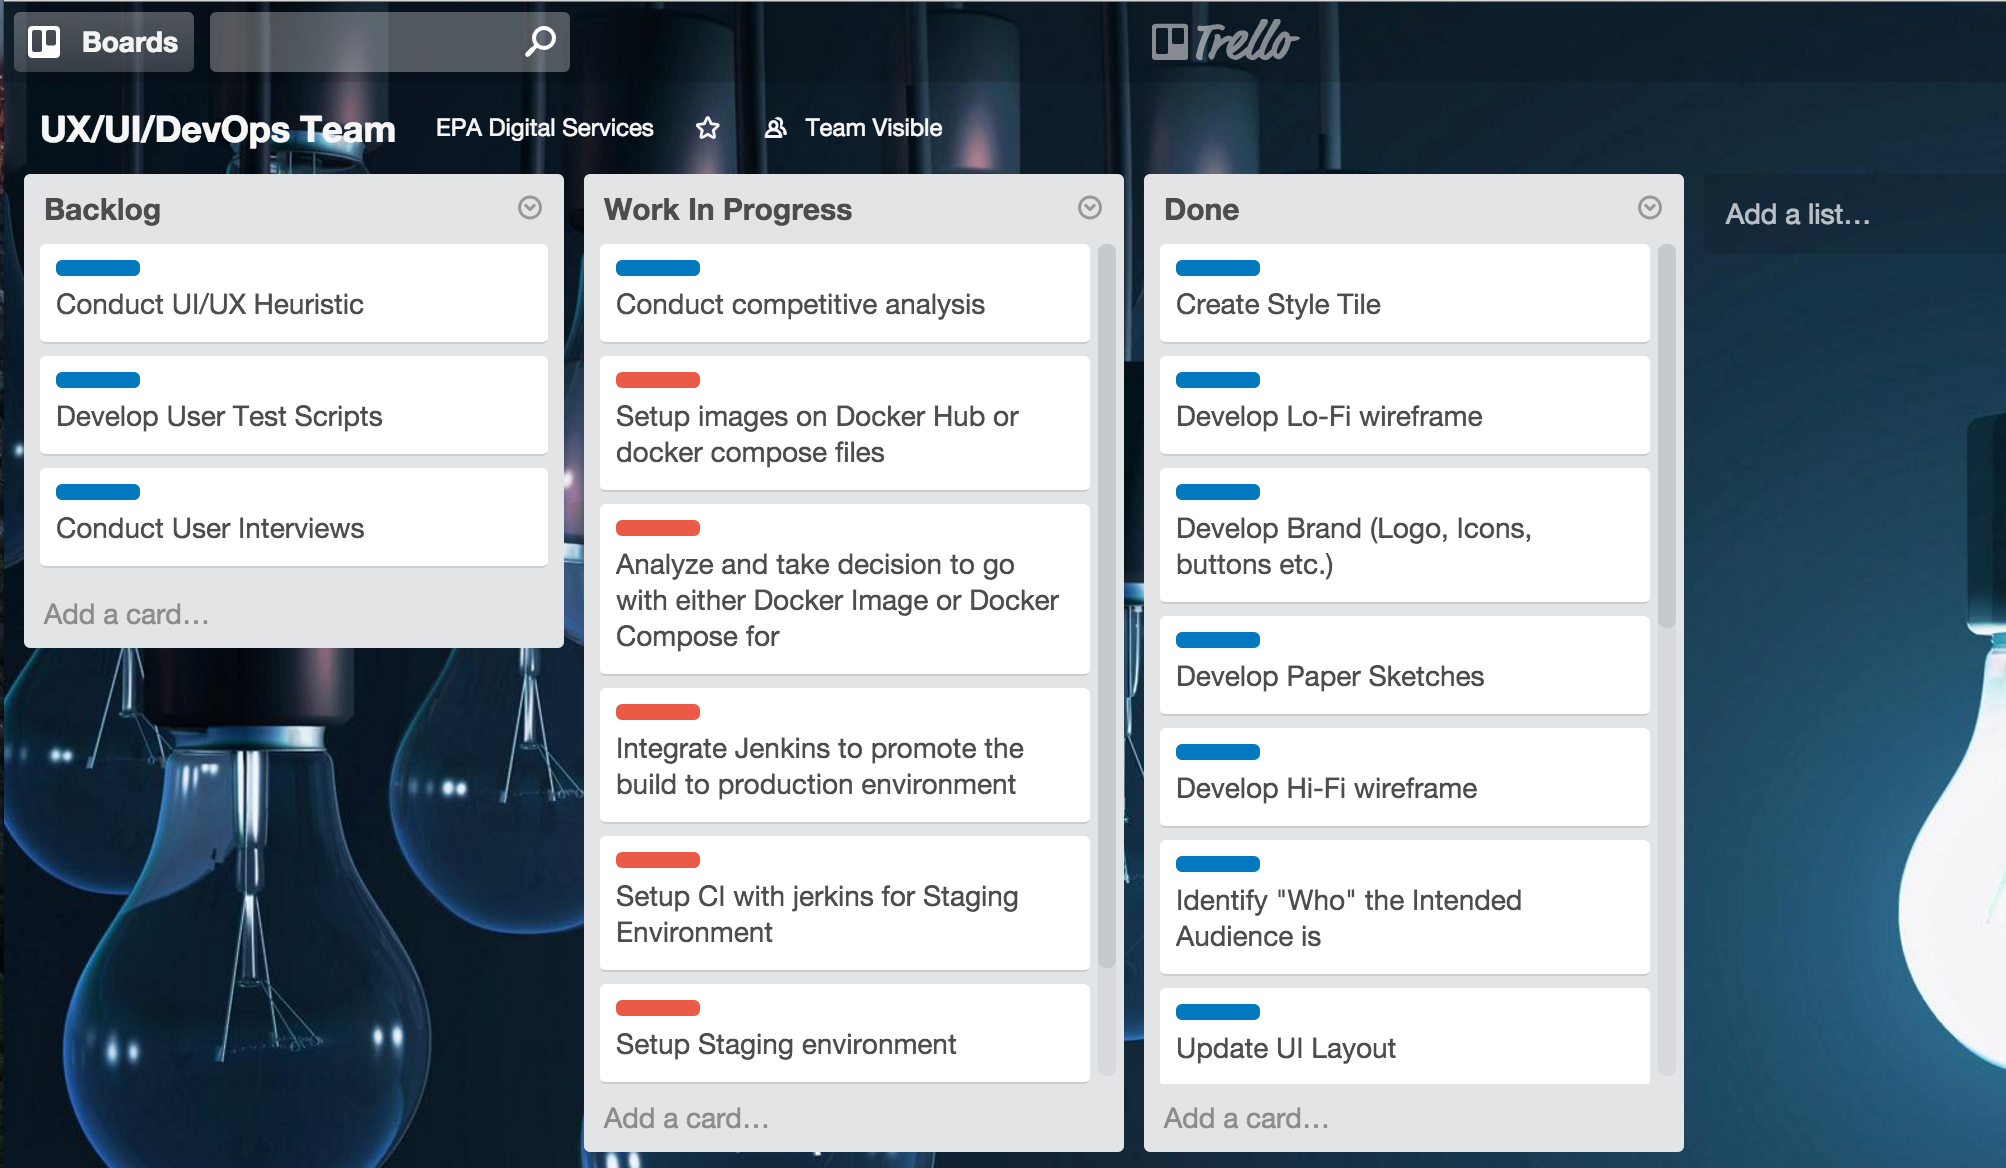 Boards
Trello
UX/UI/DevOps Team EPA Digital Services Team Visible
Backlog
Conduct UI/UX Heuristic
Develop User Test Scripts
Conduct User Interviews
Add a card...
Work In Progress
Conduct competitive analysis
Setup images on Docker Hub or
docker compose files
Analyze and take decision to go
with either Docker Image or Docker
Compose for
Integrate Jenkins to promote the
build to production environment
Setup CI with jerkins for Staging
Environment
Setup Staging environment
Add a card...
Done
Create Style Tile
Develop Lo-Fi wireframe
Develop Brand (Logo, Icons,
buttons etc.)
Develop Paper Sketches
Develop Hi-Fi wireframe
Identify "Who" the Intended
Audience is
Update UI Layout
Add a card...
Add a list...